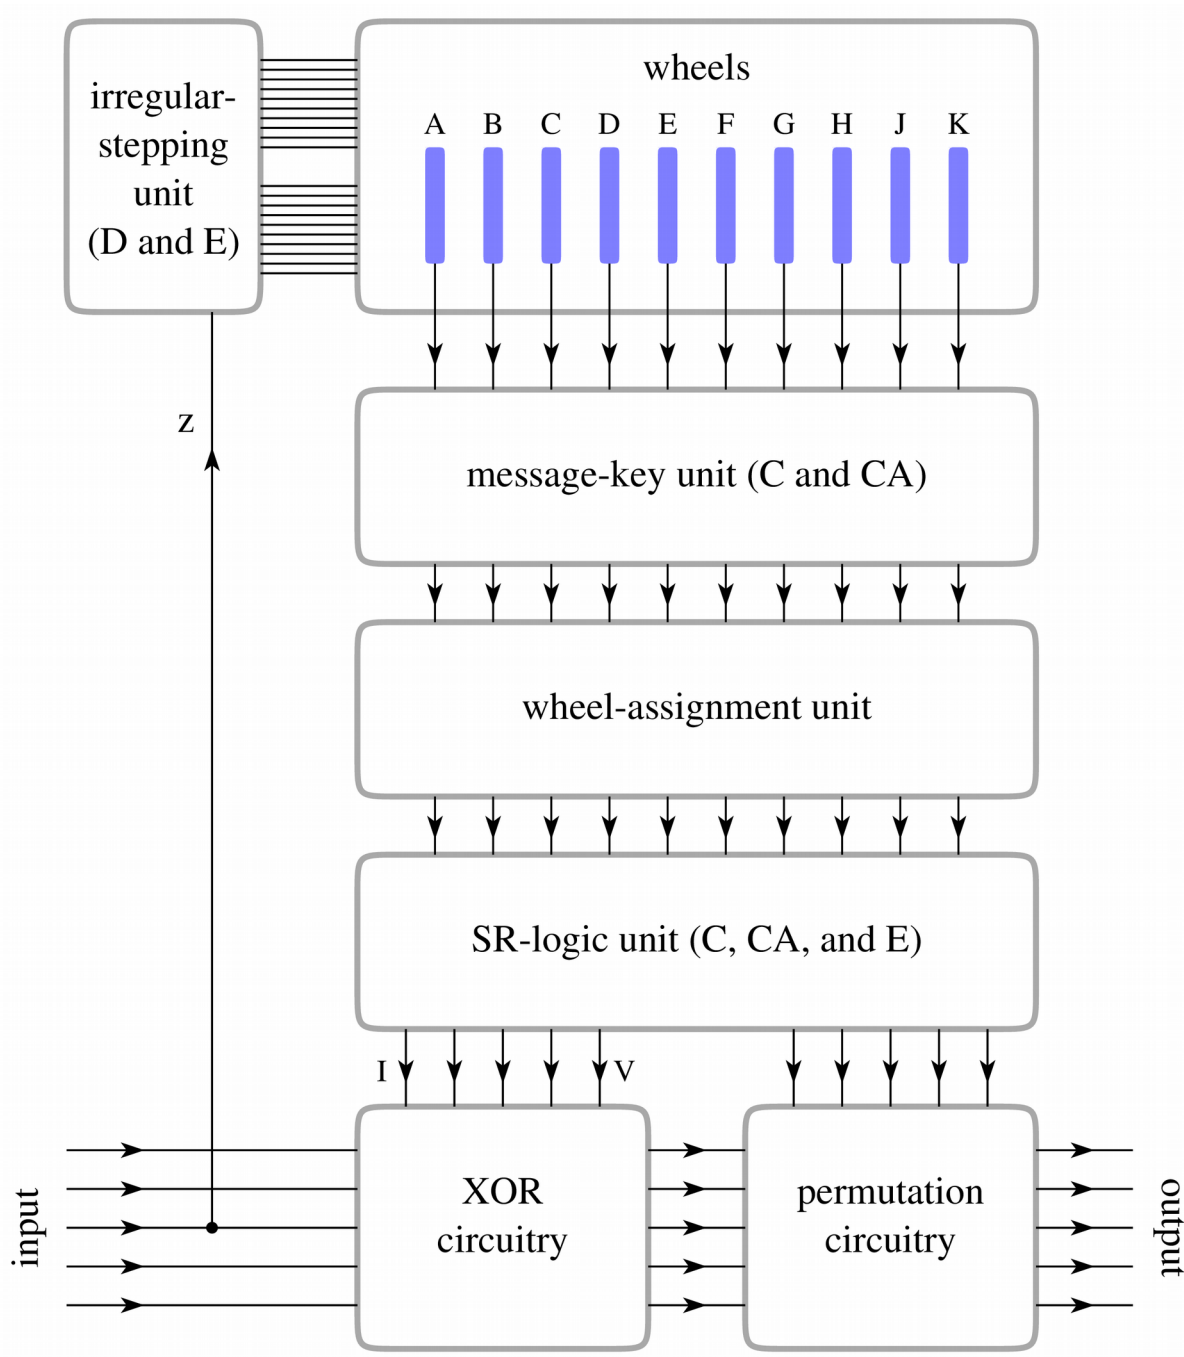 irregular-
stepping
unit
(D and E)
wheels
A B C D E F G H J K
z
message-key unit (C and CA)
wheel-assignment unit
SR-logic unit (C, CA, and E)
I V
input
XOR
circuitry
permutation
circuitry
output